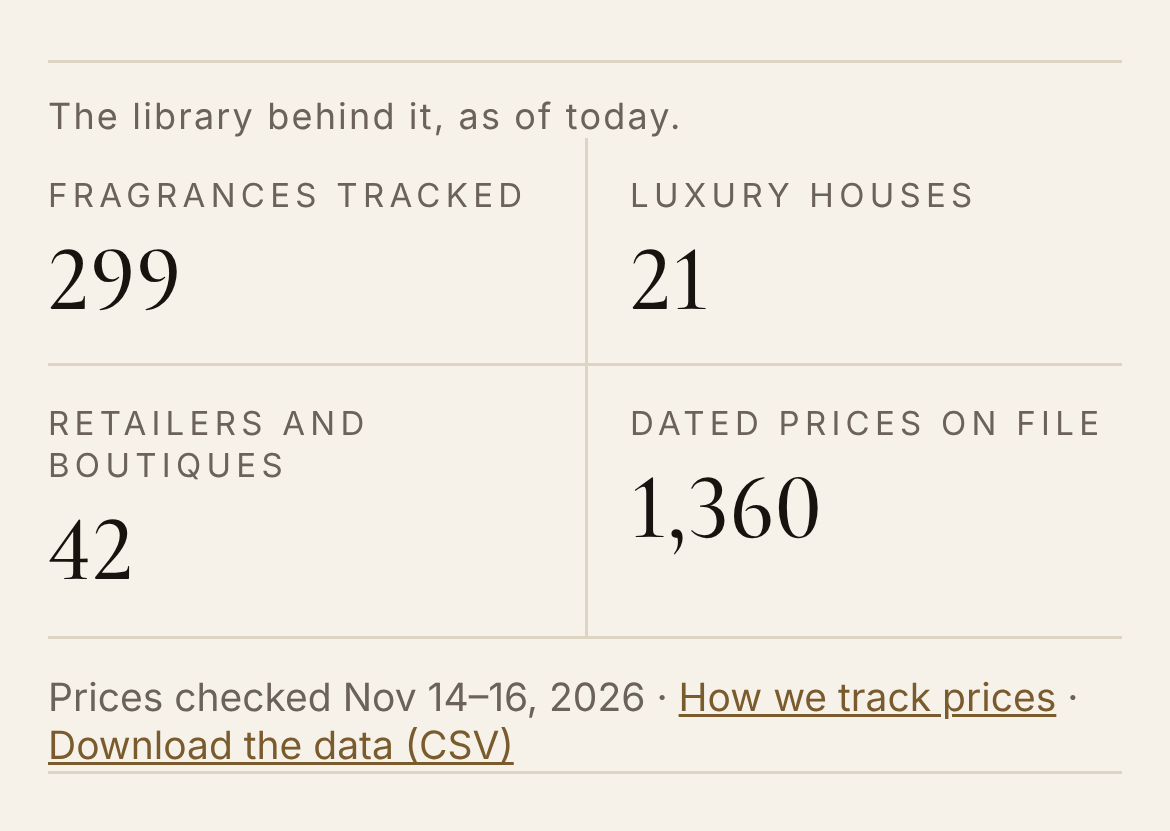 The library behind it, as of today.
FRAGRANCES TRACKED
299
LUXURY HOUSES
21
RETAILERS AND
BOUTIQUES
42
DATED PRICES ON FILE
1,360
Prices checked Nov 14–16, 2026 · How we track prices ·
Download the data (CSV)